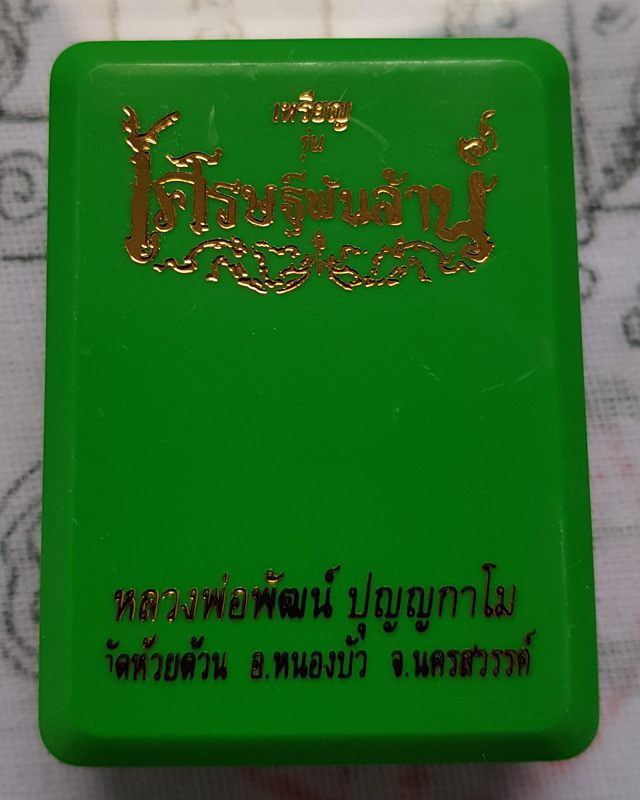 เหรียญ
รุ่น
เศรษฐีพันล้าน
หลวงพ่อพัฒน์ ปุญญกาโม
วัดห้วยด้วน อ.หนองบัว จ.นครสวรรค์